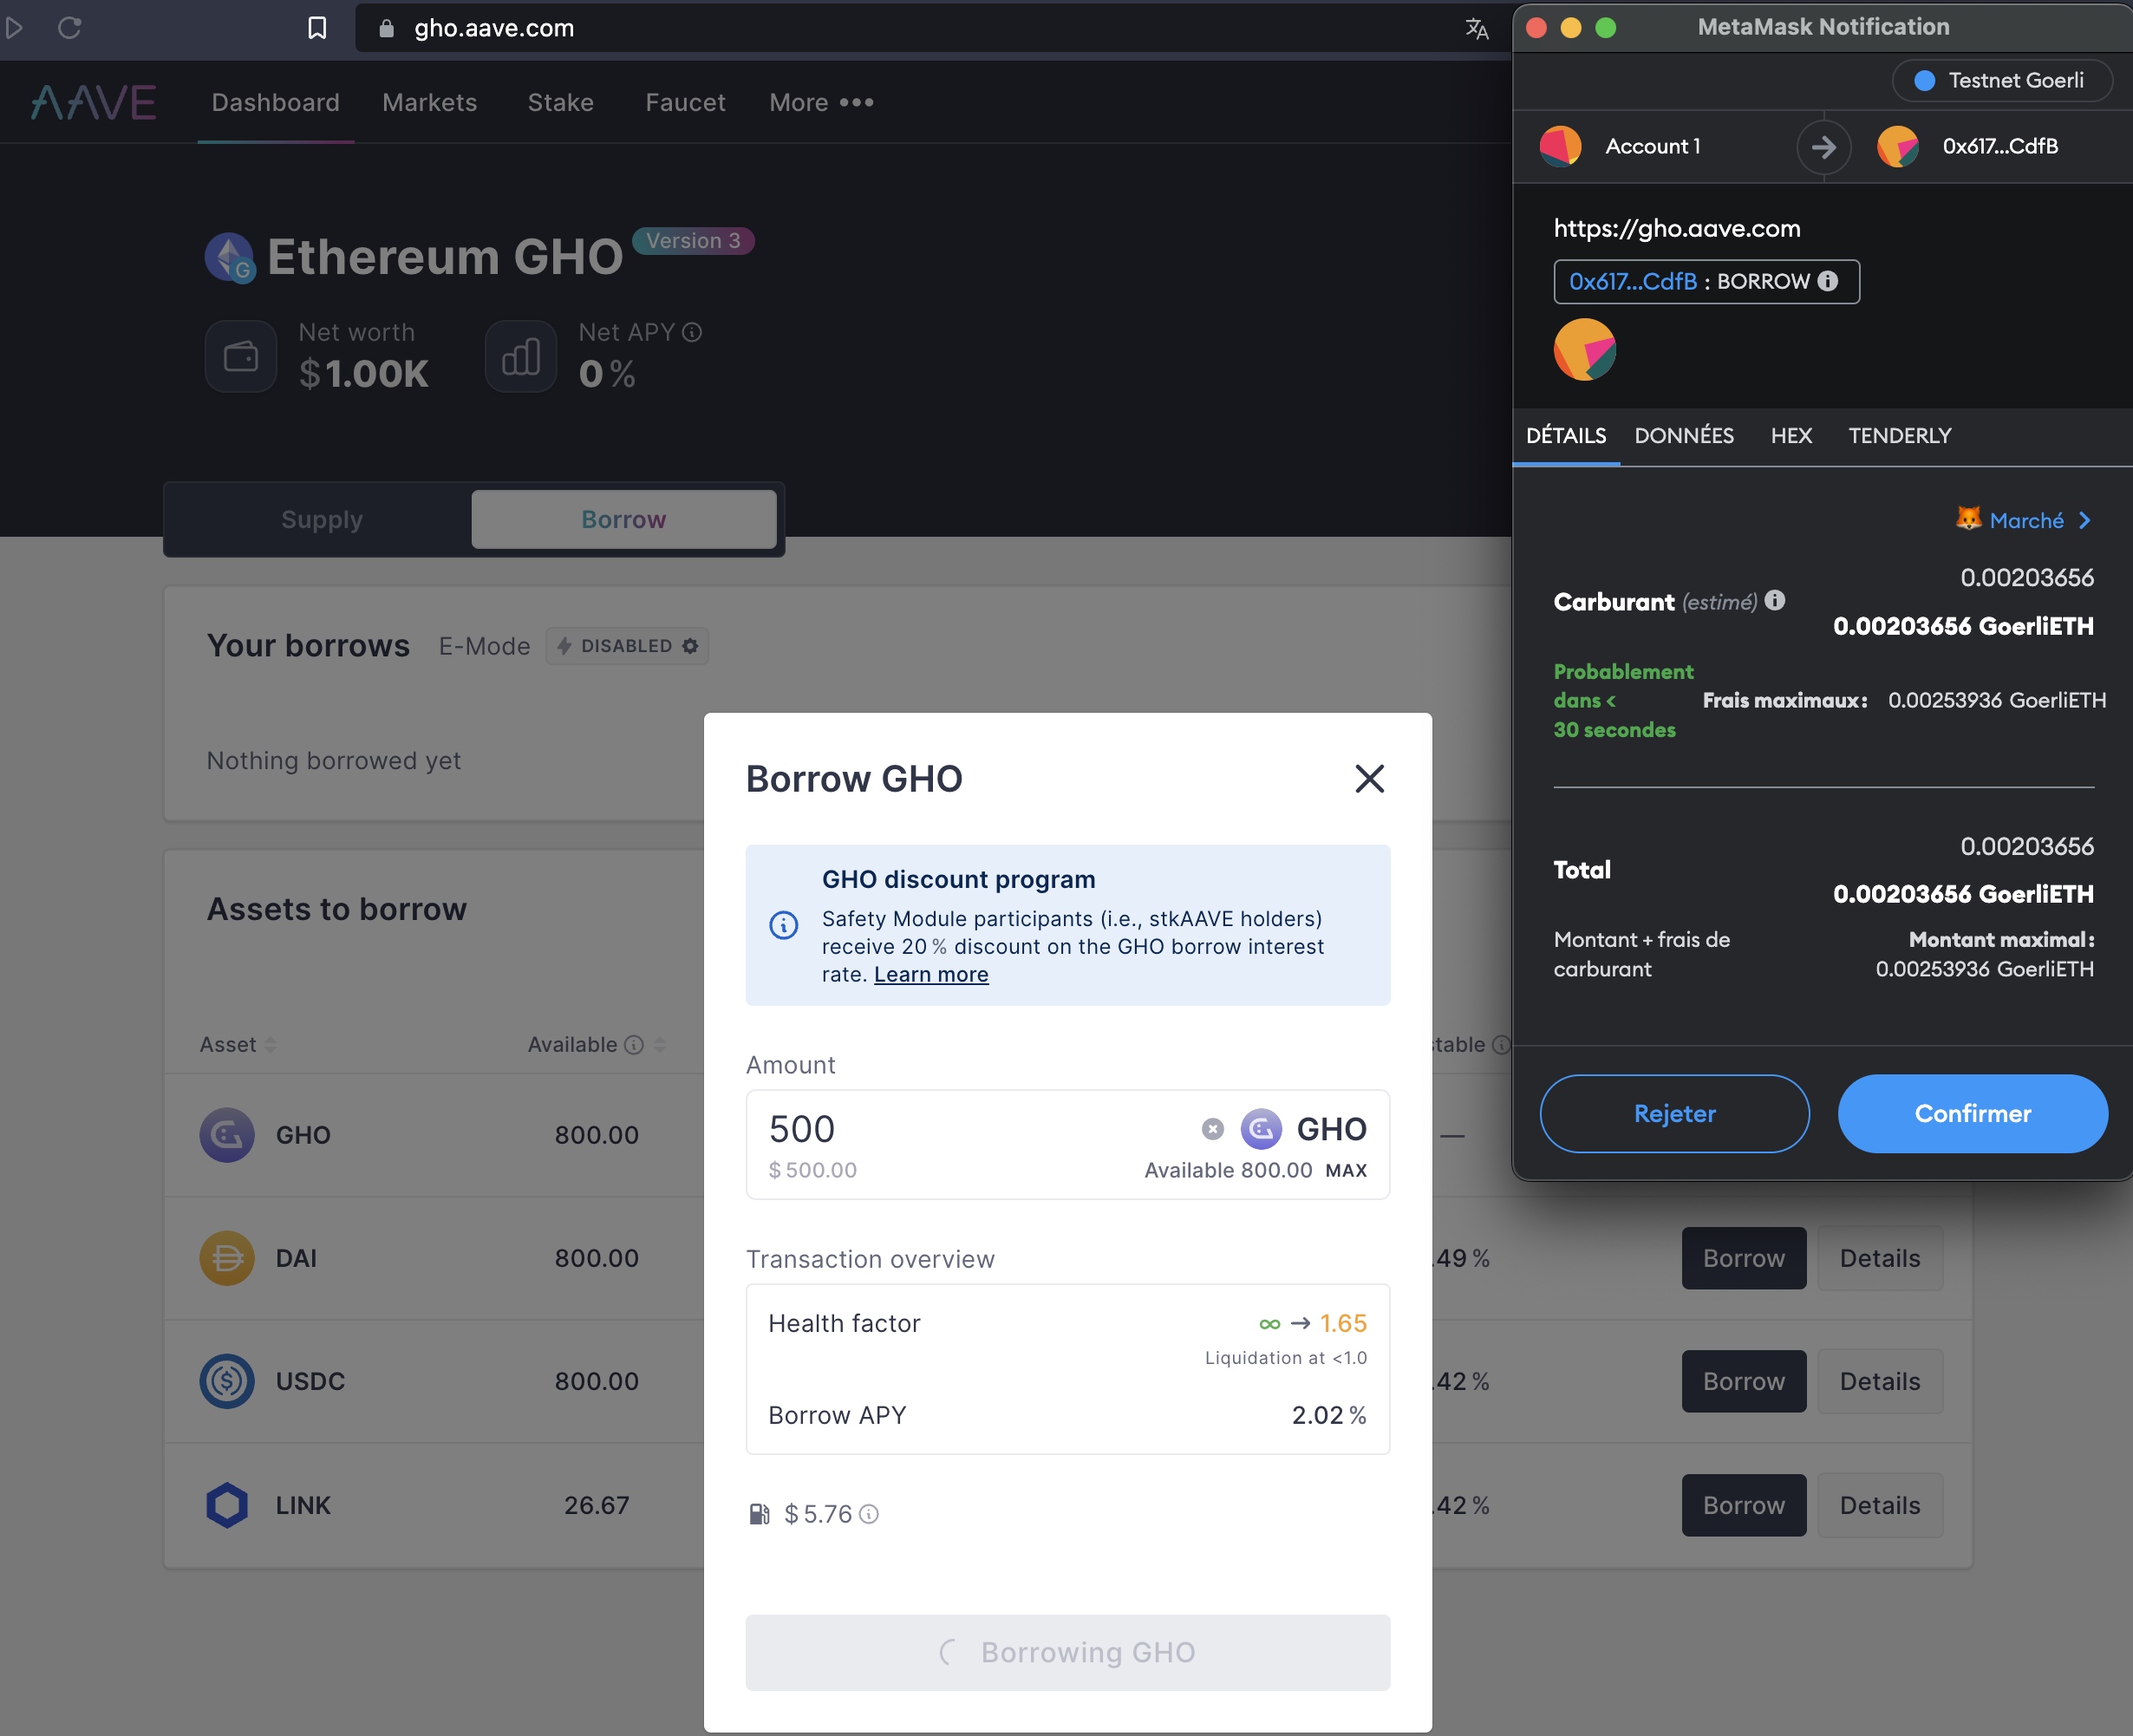 gho.aave.com
AAVE
Dashboard
Markets
Stake
Faucet
More
Ethereum GHO
Version 3
Net worth
$1.00K
Net APY
0 %
Supply
Borrow
Your borrows
E-Mode
DISABLED
Nothing borrowed yet
Assets to borrow
Asset
Available
GHO
800.00
—
DAI
800.00
.49 %
Borrow
Details
USDC
800.00
.42 %
Borrow
Details
LINK
26.67
.42 %
Borrow
Details
Borrow GHO
GHO discount program
Safety Module participants (i.e., stkAAVE holders)
receive 20 % discount on the GHO borrow interest
rate. Learn more
Amount
500
GHO
$ 500.00
Available 800.00 MAX
Transaction overview
Health factor
∞ → 1.65
Liquidation at <1.0
Borrow APY
2.02 %
$ 5.76
Borrowing GHO
MetaMask Notification
Testnet Goerli
Account 1
0x617...CdfB
https://gho.aave.com
0x617...CdfB : BORROW
DÉTAILS
DONNÉES
HEX
TENDERLY
Marché
0.00203656
Carburant (estimé)
0.00203656 GoerliETH
Probablement
dans <
30 secondes
Frais maximaux : 0.00253936 GoerliETH
0.00203656
Total
0.00203656 GoerliETH
Montant + frais de
carburant
Montant maximal :
0.00253936 GoerliETH
Rejeter
Confirmer